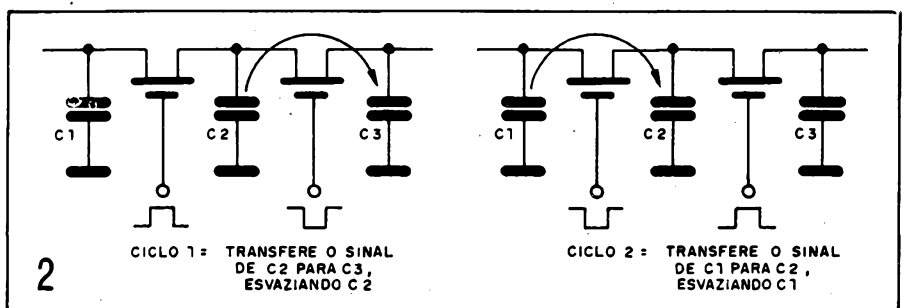 C1
C2
C3
C1
C2
C3
CICLO 1 = TRANSFERE O SINAL
DE C2 PARA C3,
ESVAZIANDO C2
CICLO 2 = TRANSFERE O SINAL
DE C1 PARA C2,
ESVAZIANDO C1
2